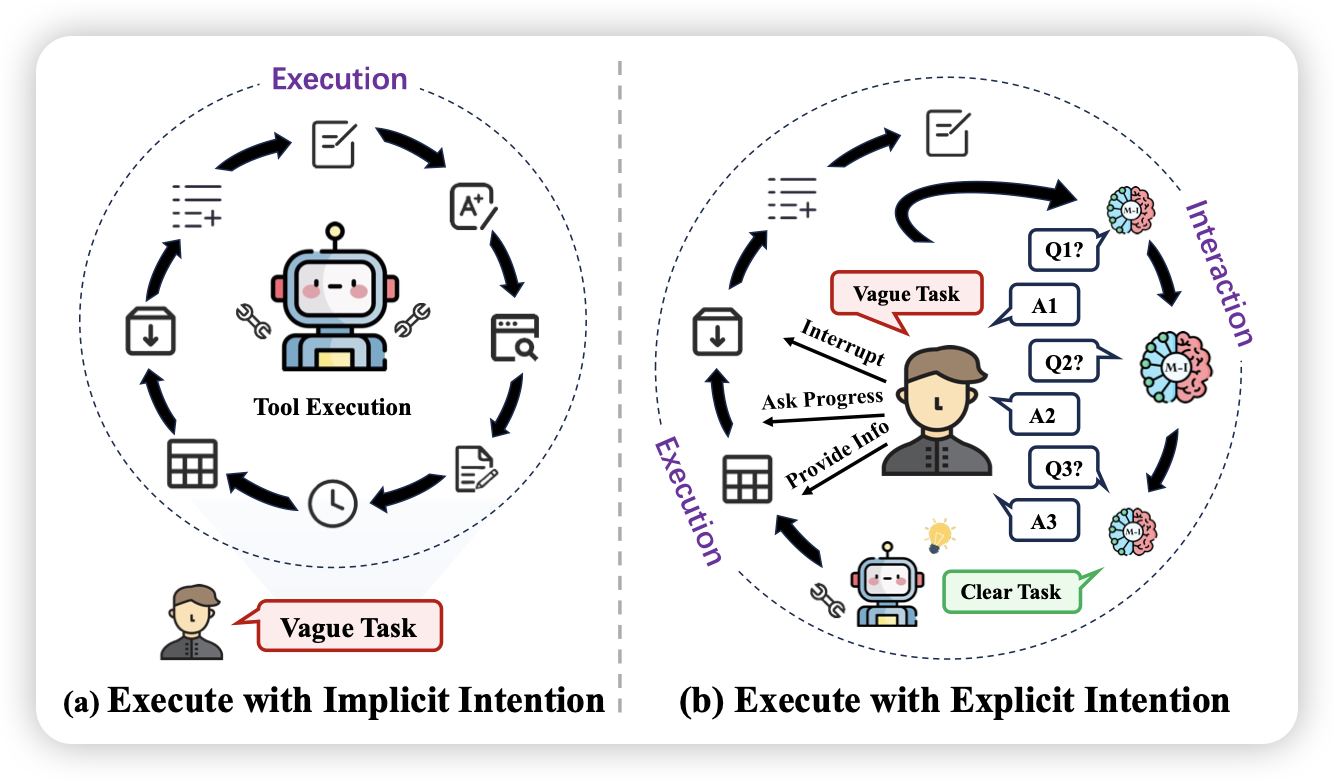 Execution
A+
Tool Execution
Vague Task
(a) Execute with Implicit Intention
M-I
Interaction
Q1?
Vague Task
A1
Interrupt
Q2?
M-I
Ask Progress
A2
Provide Info
Execution
Q3?
A3
M-I
Clear Task
(b) Execute with Explicit Intention